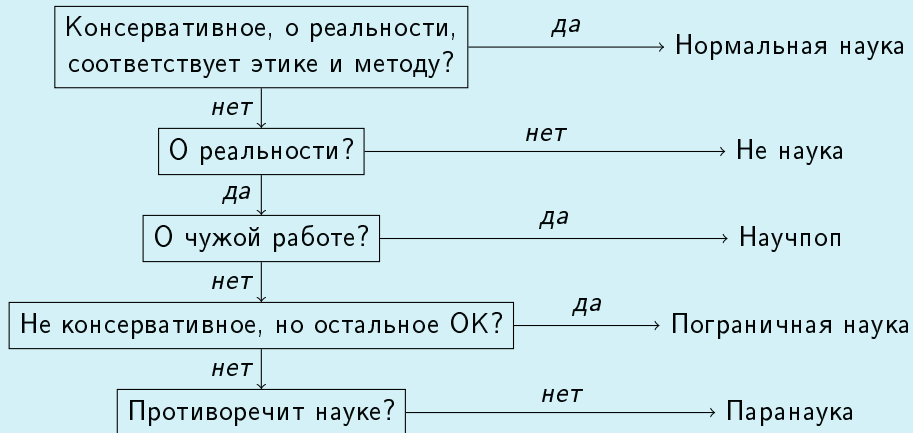 Консервативное, о реальности,
соответствует этике и методу?
да
Нормальная наука
нет
О реальности?
нет
Не наука
да
О чужой работе?
да
Научпоп
нет
Не консервативное, но остальное ОК?
да
Пограничная наука
нет
Противоречит науке?
нет
Паранаука